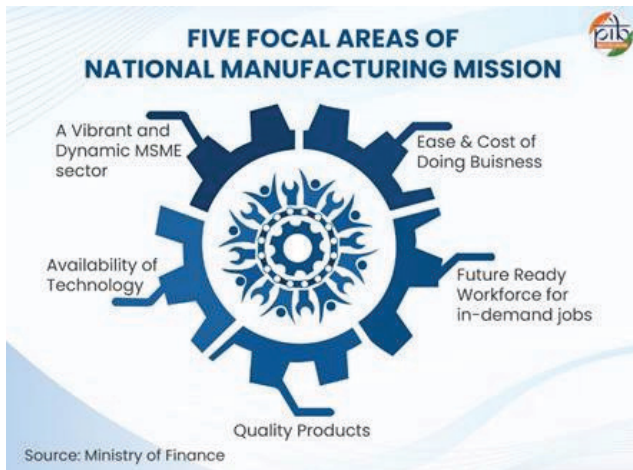 FIVE FOCAL AREAS OF
NATIONAL MANUFACTURING MISSION
pib
A Vibrant and
Dynamic MSME
sector
Ease & Cost of
Doing Buisness
Availability of
Technology
Future Ready
Workforce for
in-demand jobs
Quality Products
Source: Ministry of Finance